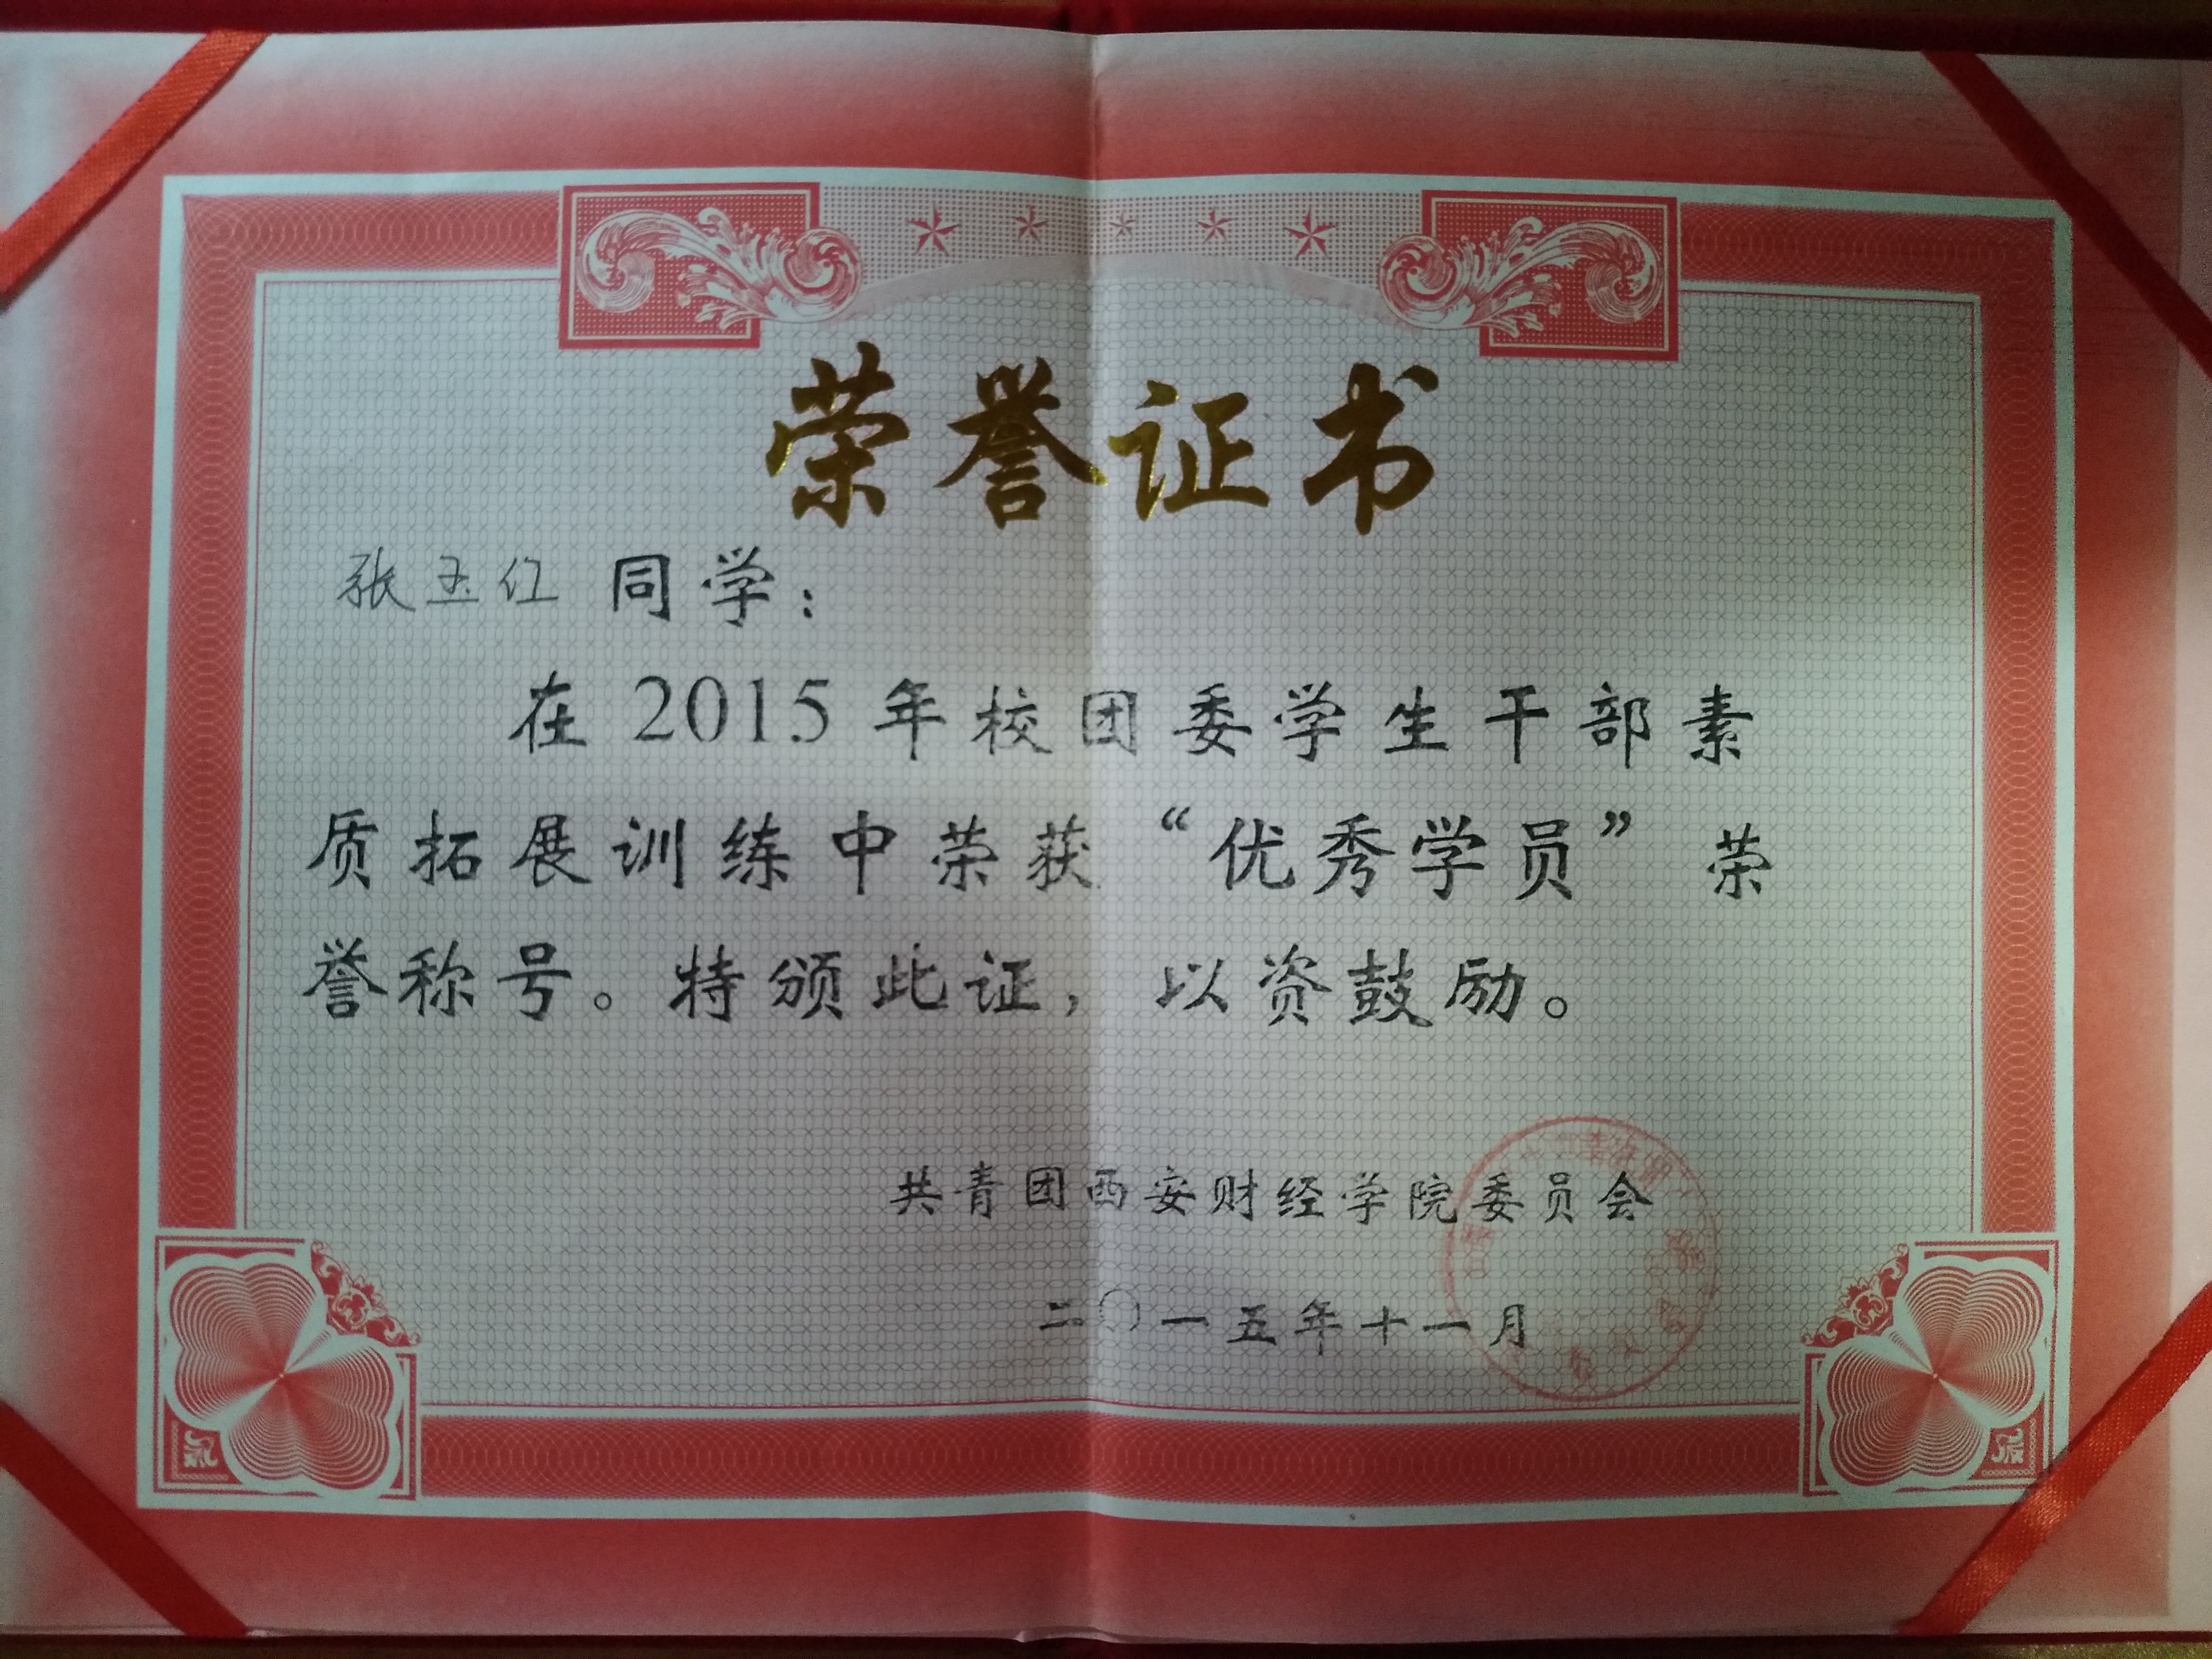 荣誉证书
张玉红 同学：
在 2015 年校团委学生干部素
质拓展训练中荣获“优秀学员”荣
誉称号。特颁此证，以资鼓励。
共青团西安财经学院委员会
二〇一五年十一月